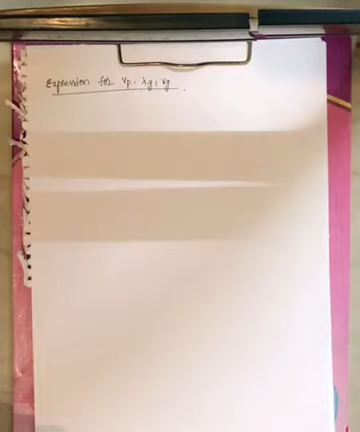 Expression for vp, λg, vg.